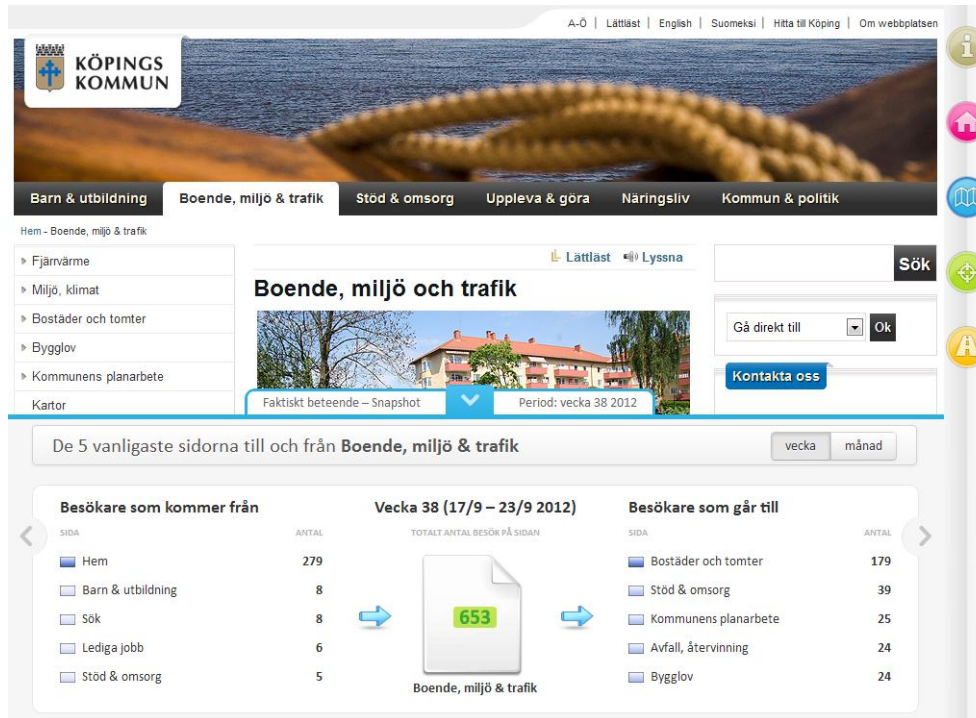 A-Ö | Lättläst | English | Suomeksi | Hitta till Köping | Om webbplatsen
KÖPINGS
KOMMUN
Barn & utbildning Boende, miljö & trafik Stöd & omsorg Uppleva & göra Näringsliv Kommun & politik
Hem - Boende, miljö & trafik
Fjärrvärme
Miljö, klimat
Bostäder och tomter
Bygglov
Kommunens planarbete
Kartor
Lättläst Lyssna
Boende, miljö och trafik
Sök
Gå direkt till Ok
Kontakta oss
Faktiskt beteende – Snapshot Period: vecka 38 2012
De 5 vanligaste sidorna till och från Boende, miljö & trafik vecka månad
Besökare som kommer från
SIDA ANTAL
Hem 279
Barn & utbildning 8
Sök 8
Lediga jobb 6
Stöd & omsorg 5
Vecka 38 (17/9 – 23/9 2012)
TOTALT ANTAL BESÖK PÅ SIDAN
653
Boende, miljö & trafik
Besökare som går till
SIDA ANTAL
Bostäder och tomter 179
Stöd & omsorg 39
Kommunens planarbete 25
Avfall, återvinning 24
Bygglov 24